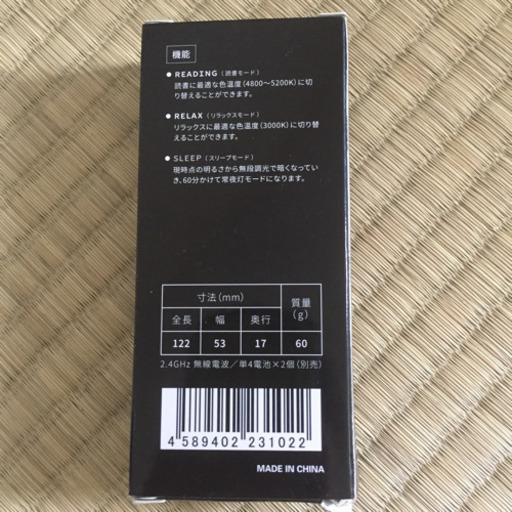 機能
● READING（読書モード）
読書に最適な色温度（4800〜5200K）に切
り替えることができます。
● RELAX（リラックスモード）
リラックスに最適な色温度（3000K）に切り替
えることができます。
● SLEEP（スリープモード）
現時点の明るさから無段調光で暗くなってい
き、60分かけて常夜灯モードになります。
寸法（mm） 質量（g）
全長 幅 奥行
122 53 17 60
2.4GHz 無線電波／単4電池×2個（別売）
4 589402 231022
MADE IN CHINA